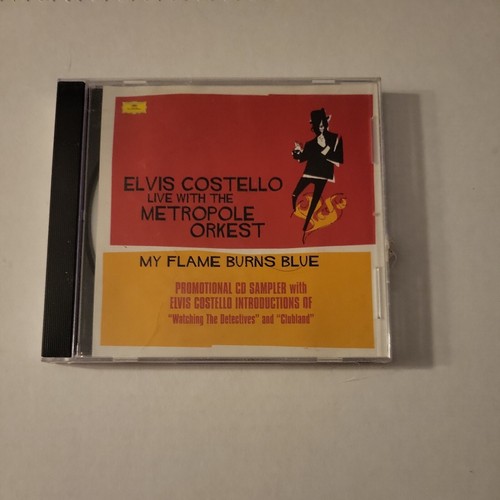 ELVIS COSTELLO
LIVE WITH THE
METROPOLE
ORKEST
MY FLAME BURNS BLUE
PROMOTIONAL CD SAMPLER with
ELVIS COSTELLO INTRODUCTIONS OF
"Watching The Detectives" and "Clubland"